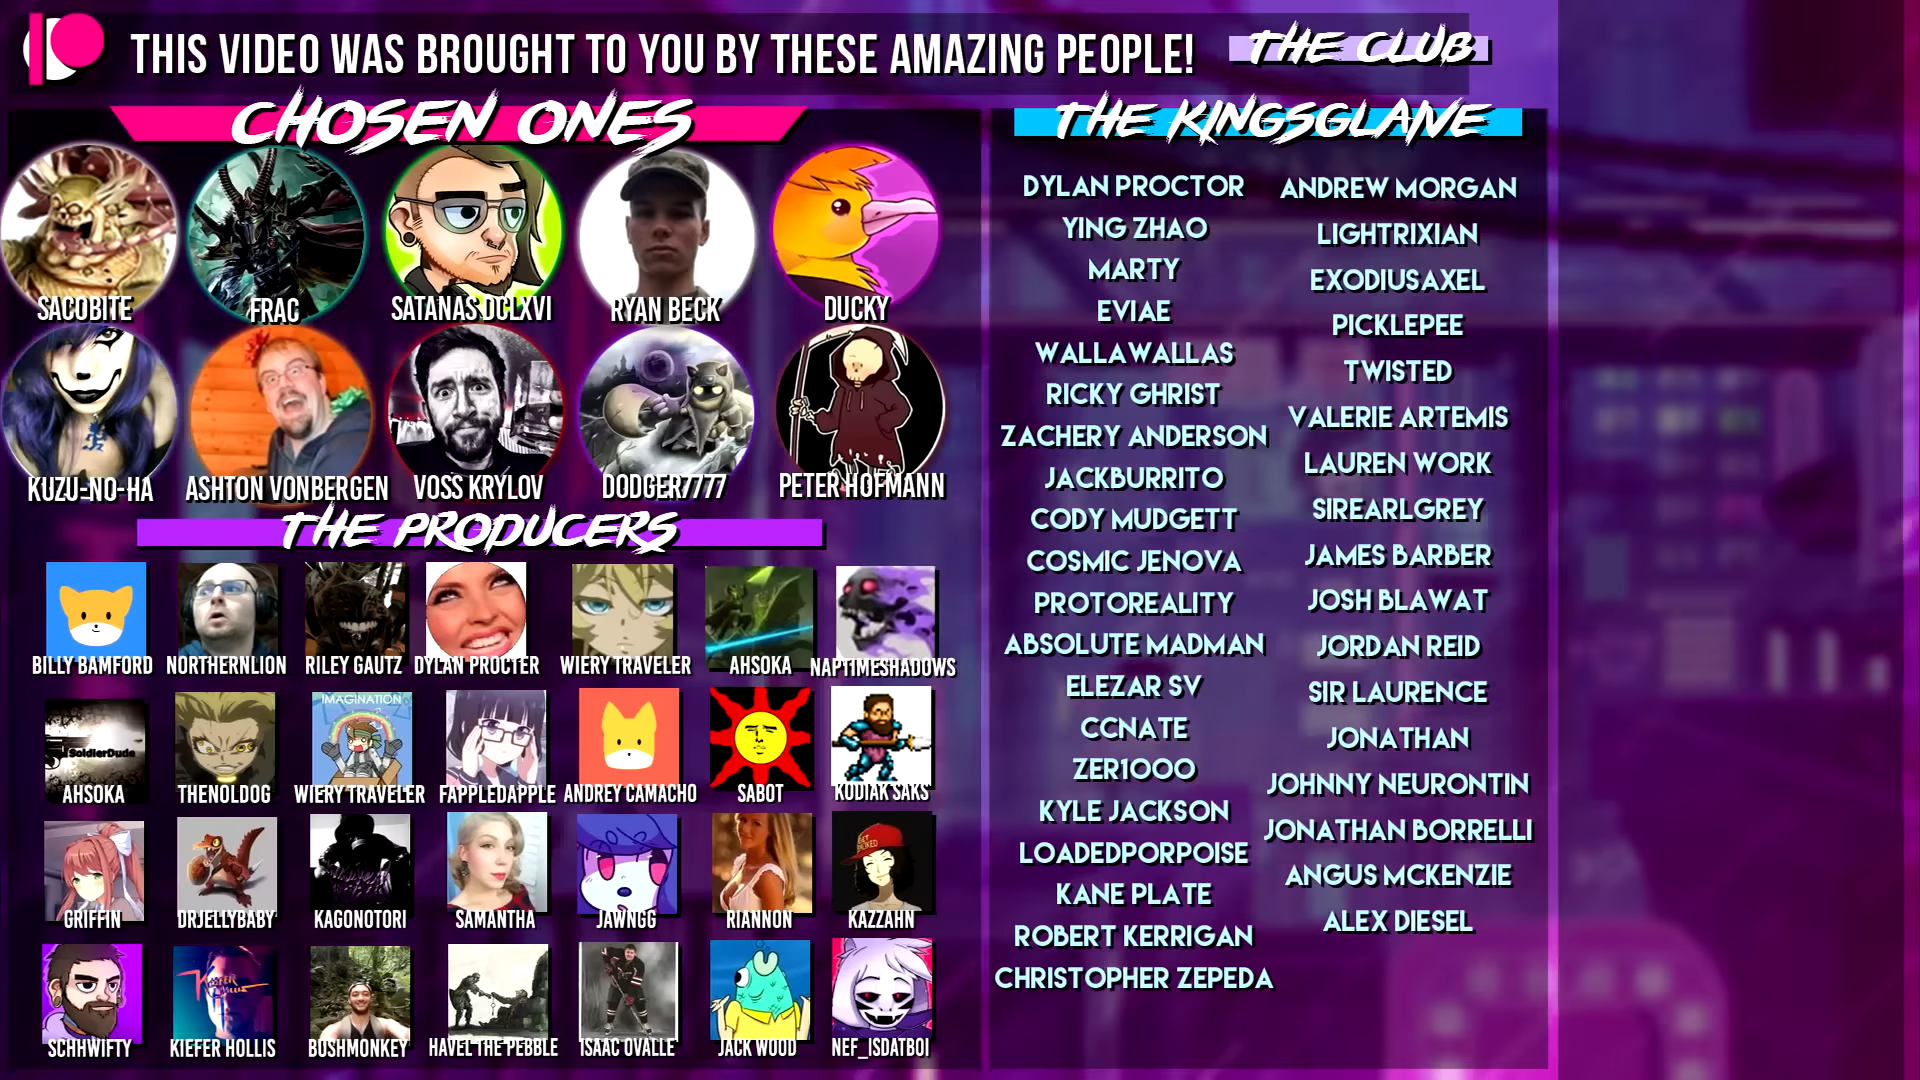 THIS VIDEO WAS BROUGHT TO YOU BY THESE AMAZING PEOPLE!
THE CLUB
CHOSEN ONES
SACOBITE
FRAC
SATANAS DCLXVI
RYAN BECK
DUCKY
KUZU-NO-HA
ASHTON VONBERGEN
VOSS KRYLOV
DODGER7777
PETER HOFMANN
THE PRODUCERS
BILLY BAMFORD
NORTHERNLION
RILEY GAUTZ
DYLAN PROCTER
WIERY TRAVELER
AHSOKA
NAPTIMESHADOWS
SoldierDude
IMAGINATION
AHSOKA
THENOLDOG
WIERY TRAVELER
FAPPLEDAPPLE
ANDREY CAMACHO
SABOT
KODIAK SAKS
GRIFFIN
DRJELLYBABY
KAGONOTORI
SAMANTHA
JAWNGG
RIANNON
KAZZAHN
SCHHWIFTY
KIEFER HOLLIS
BUSHMONKEY
HAVEL THE PEBBLE
ISAAC OVALLE
JACK WOOD
NEF_ISDATBOI
THE KINGSGLAIVE
DYLAN PROCTOR
YING ZHAO
MARTY
EVIAE
WALLAWALLAS
RICKY GHRIST
ZACHERY ANDERSON
JACKBURRITO
CODY MUDGETT
COSMIC JENOVA
PROTOREALITY
ABSOLUTE MADMAN
ELEZAR SV
CCNATE
ZER1000
KYLE JACKSON
LOADEDPORPOISE
KANE PLATE
ROBERT KERRIGAN
CHRISTOPHER ZEPEDA
ANDREW MORGAN
LIGHTRIXIAN
EXODIUSAXEL
PICKLEPEE
TWISTED
VALERIE ARTEMIS
LAUREN WORK
SIREARLGREY
JAMES BARBER
JOSH BLAWAT
JORDAN REID
SIR LAURENCE
JONATHAN
JOHNNY NEURONTIN
JONATHAN BORRELLI
ANGUS MCKENZIE
ALEX DIESEL